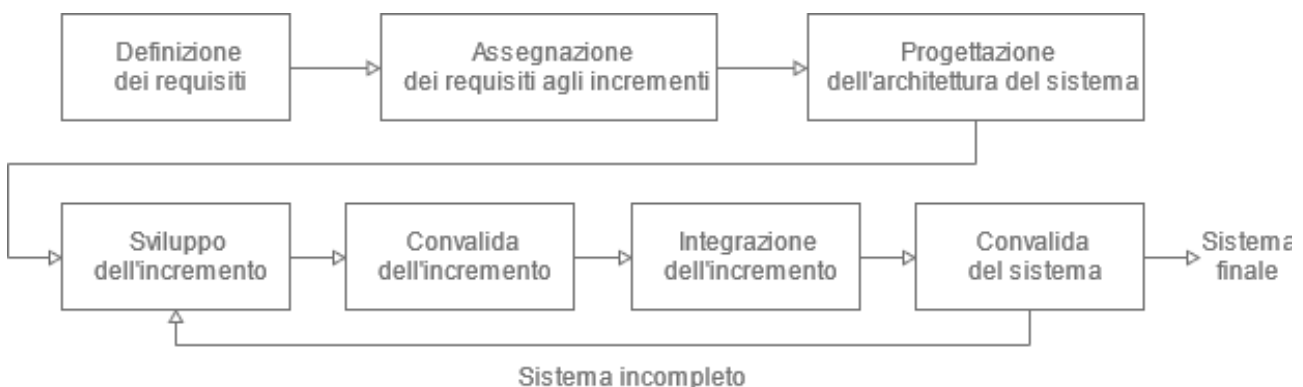 Definizione
dei requisiti
Assegnazione
dei requisiti agli incrementi
Progettazione
dell'architettura del sistema
Sviluppo
dell'incremento
Convalida
dell'incremento
Integrazione
dell'incremento
Convalida
del sistema
Sistema
finale
Sistema incompleto